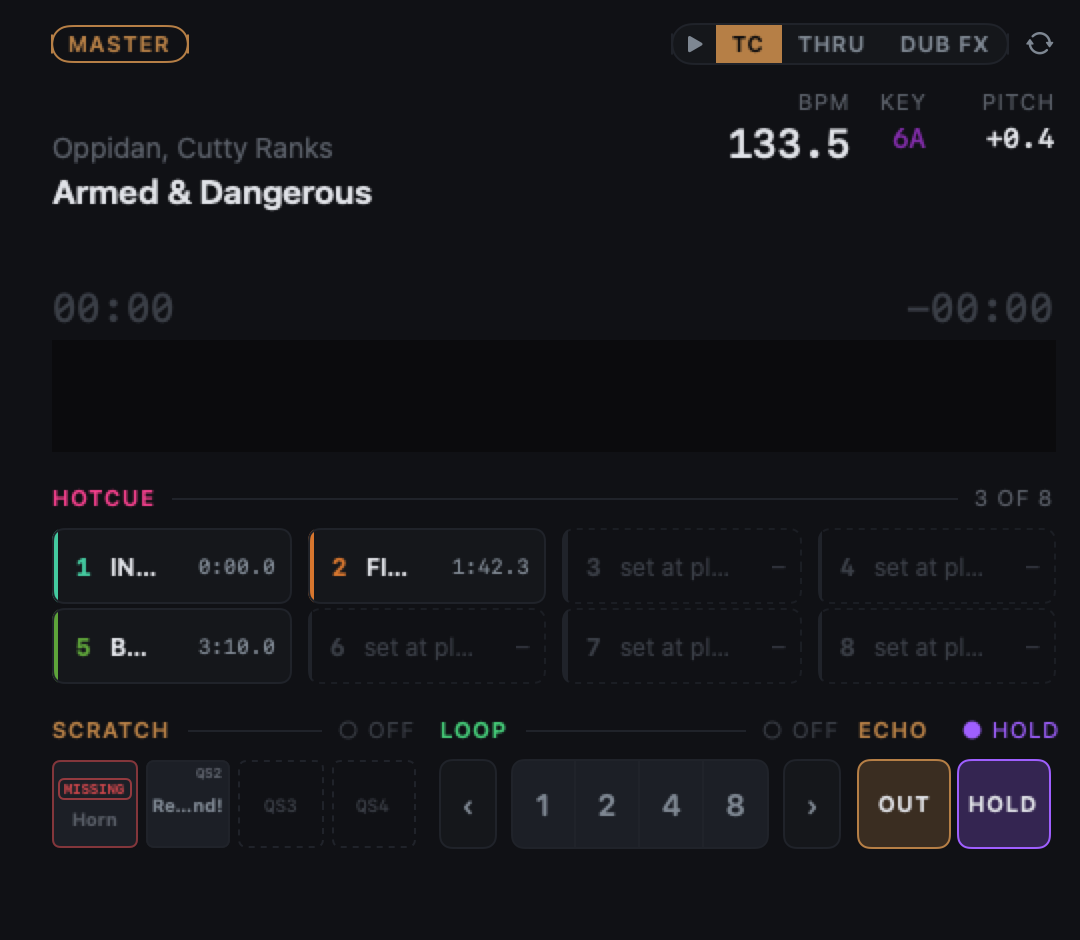 MASTER
TC THRU DUB FX
BPM KEY PITCH
133.5 6A +0.4
Oppidan, Cutty Ranks
Armed & Dangerous
00:00 −00:00
HOTCUE 3 OF 8
1 IN... 0:00.0 2 FI... 1:42.3 3 set at pl... — 4 set at pl... —
5 B... 3:10.0 6 set at pl... — 7 set at pl... — 8 set at pl... —
SCRATCH OFF LOOP OFF ECHO HOLD
MISSING
Horn
QS2
Re...nd!
QS3 QS4 ‹ 1 2 4 8 › OUT HOLD